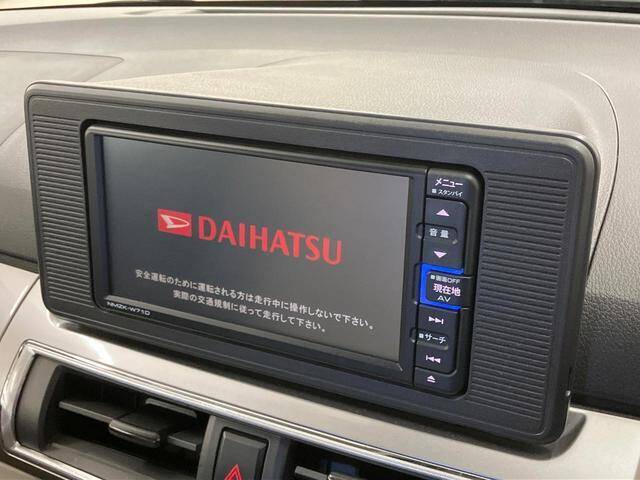 DAIHATSU
安全運転のために運転される方は走行中に操作しないで下さい。
実際の交通規制に従って走行して下さい。
NMZK-W71D
メニュー
スタンバイ
音量
画面OFF
現在地
AV
サーチ